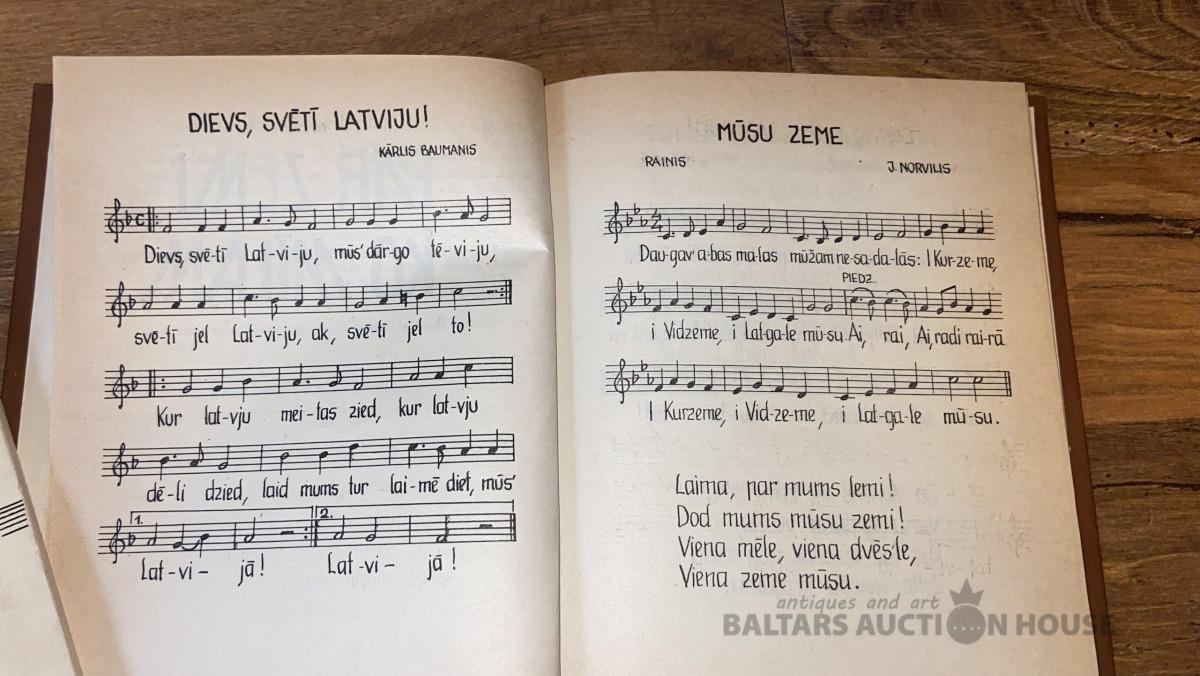 DIEVS, SVĒTĪ LATVIJU!
KĀRLIS BAUMANIS
Dievs, svē-tī Lat-vi-ju, mūs' dār-go tē-vi-ju,
svē-tī jel Lat-vi-ju, ak, svē-tī jel to!
Kur lat-vju mei-tas zied, kur lat-vju
dē-li dzied, laid mums tur lai-mē diet, mūs'
1. 2.
Lat-vi- jā! Lat-vi- jā!
MŪSU ZEME
RAINIS J. NORVILIS
Dau-gav' a-bas ma-las mūžam ne-sa-da-lās: I Kur-ze-me,
PIEDZ.
i Vidzeme, i Lat-ga-le mū-su. Ai, rai, Ai, radi rai-rā
I Kurzeme, i Vid-ze-me, i Lat-ga-le mū-su.
Laima, par mums lemi!
Dod mums mūsu zemi!
Viena mēle, viena dvēs'le,
Viena zeme mūsu.
antiques and art
BALTARS AUCTION HOUSE